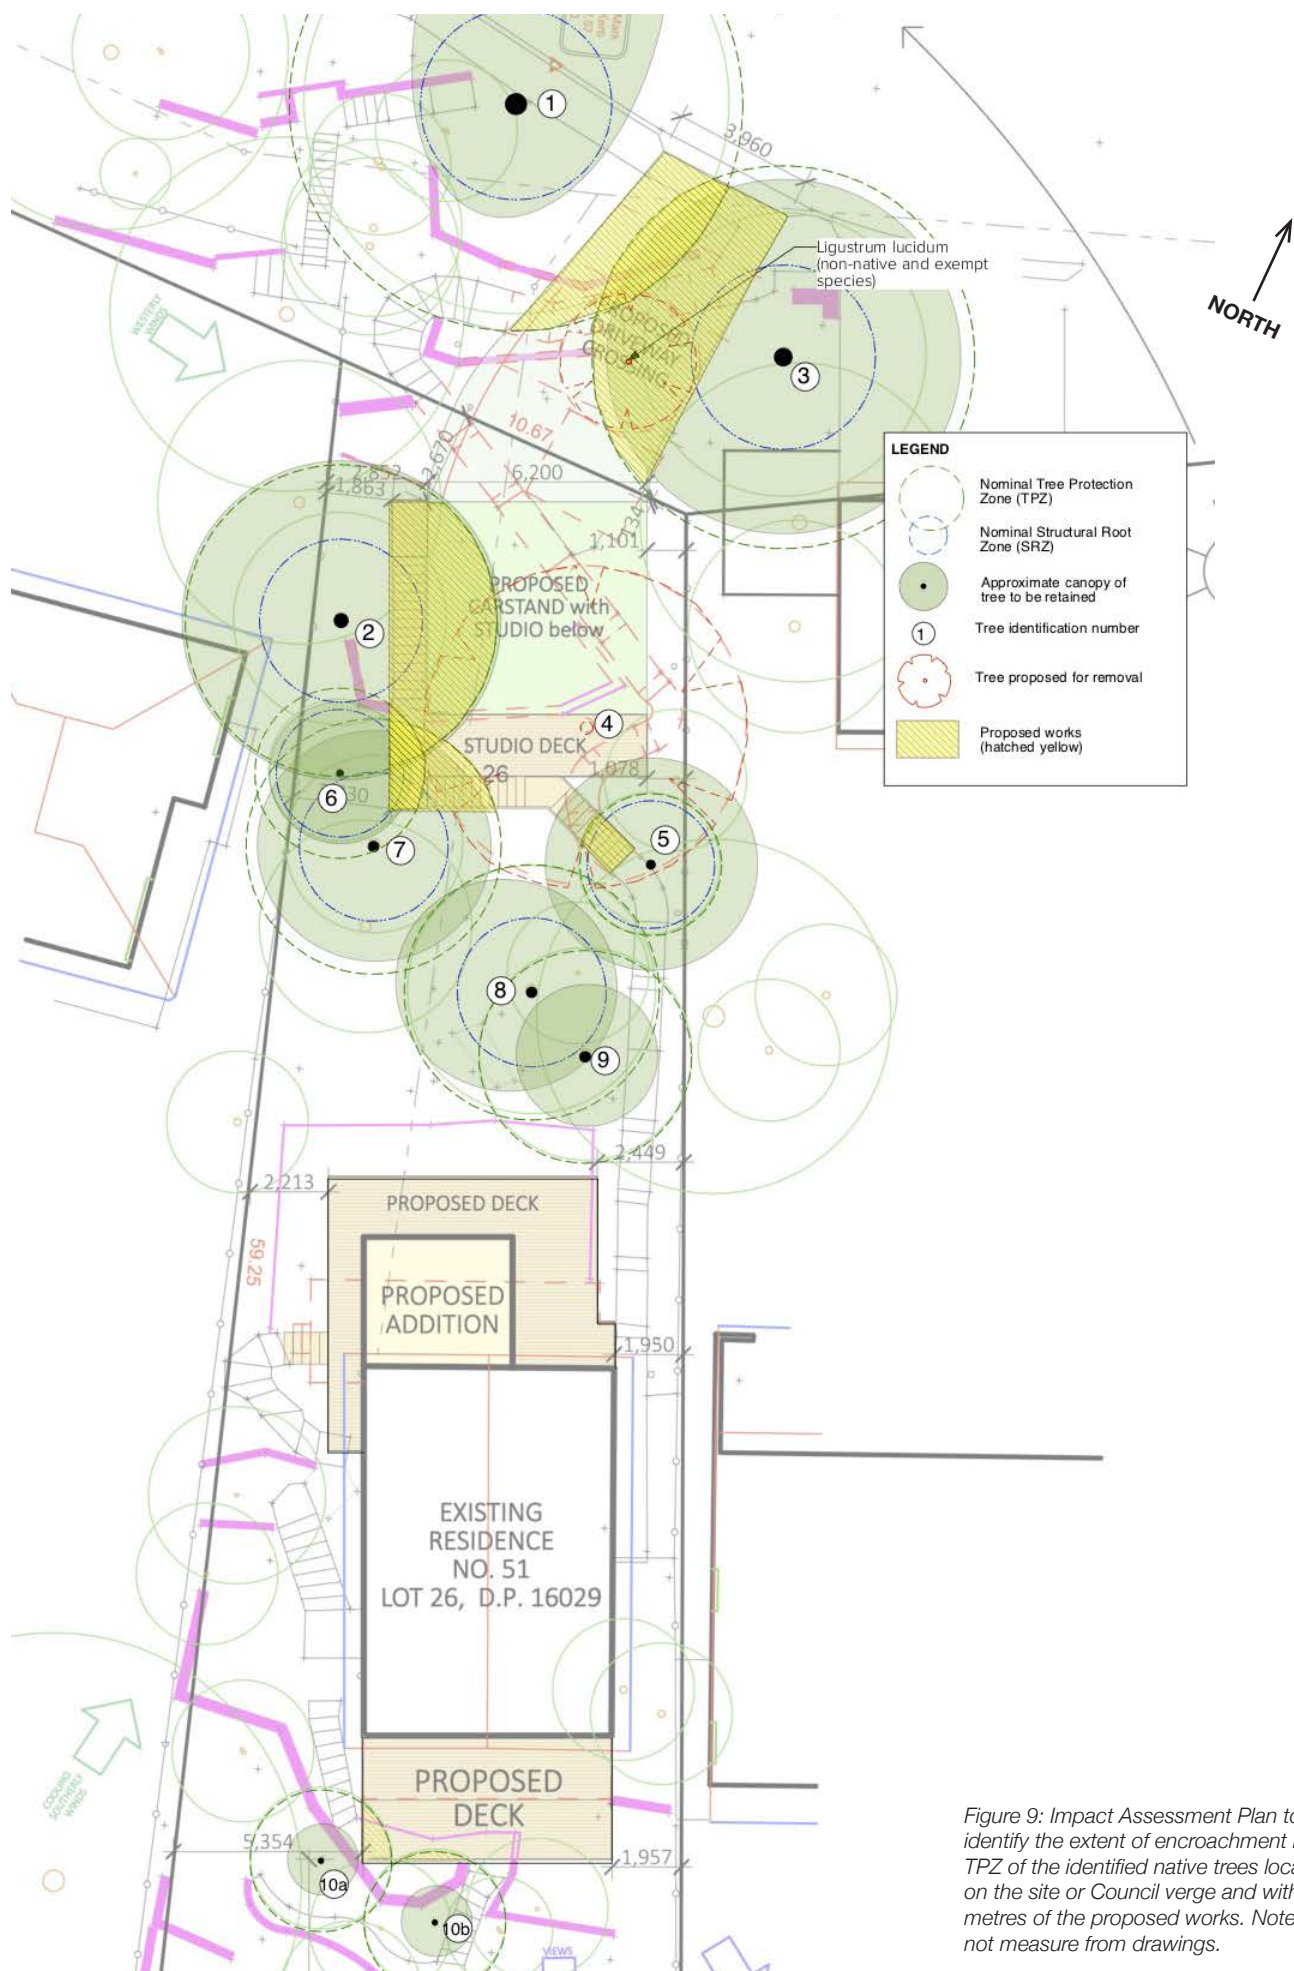 1
3,960
Ligustrum lucidum
(non-native and exempt
species)
NORTH
WESTERLY
WINDS
PROPOSED
DRIVEWAY
CROSSING
3
10.67
2,670
2,852
1,863
6,200
1,101
LEGEND
Nominal Tree Protection
Zone (TPZ)
Nominal Structural Root
Zone (SRZ)
Approximate canopy of
tree to be retained
1
Tree identification number
Tree proposed for removal
Proposed works
(hatched yellow)
PROPOSED
CARSTAND with
STUDIO below
2
4
STUDIO DECK
26
1,078
6
30
7
5
8
9
2,449
2,213
PROPOSED DECK
59.25
PROPOSED
ADDITION
1,950
EXISTING
RESIDENCE
NO. 51
LOT 26, D.P. 16029
COOLING
SOUTHERLY
WINDS
PROPOSED
DECK
5,354
1,957
10a
10b
VIEWS
Figure 9: Impact Assessment Plan to
identify the extent of encroachment
TPZ of the identified native trees loca
on the site or Council verge and with
metres of the proposed works. Note
not measure from drawings.